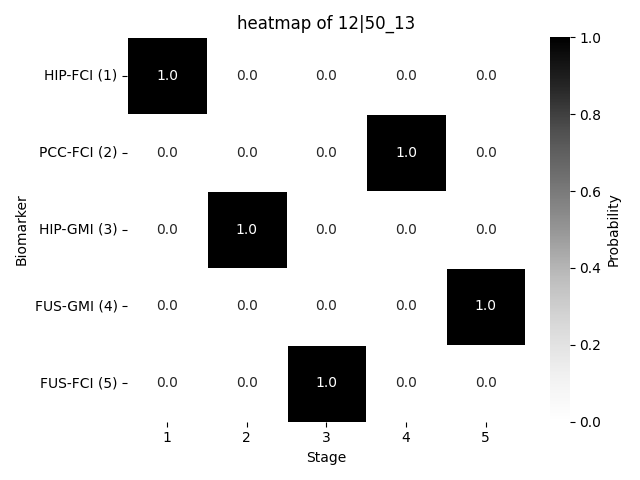 heatmap of 12|50_13
HIP-FCI (1) 1.0 0.0 0.0 0.0 0.0
PCC-FCI (2) 0.0 0.0 0.0 1.0 0.0
HIP-GMI (3) 0.0 1.0 0.0 0.0 0.0
FUS-GMI (4) 0.0 0.0 0.0 0.0 1.0
FUS-FCI (5) 0.0 0.0 1.0 0.0 0.0
1 2 3 4 5
Stage
Biomarker
1.0
0.8
0.6
0.4
0.2
0.0
Probability